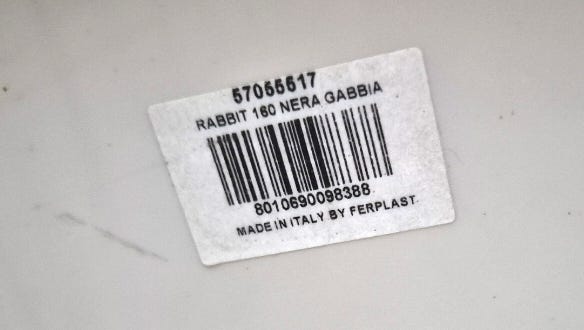 57055517
RABBIT 160 NERA GABBIA
8010690098388
MADE IN ITALY BY FERPLAST